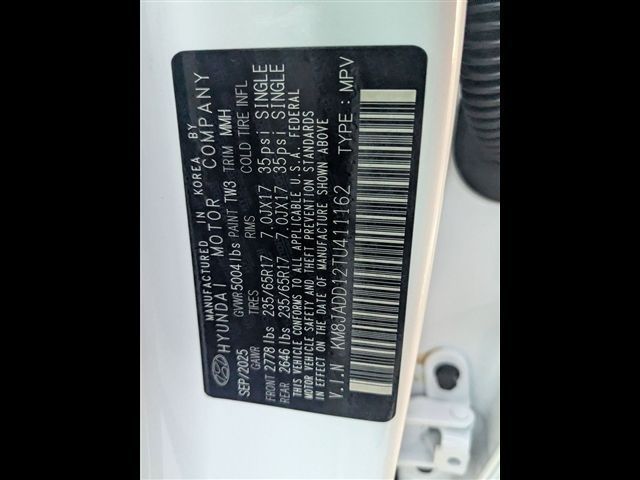 MANUFACTURED IN KOREA BY
HYUNDAI MOTOR COMPANY
SEP/2025 GVWR 5004 lbs PAINT TW3 TRIM MMH
GAWR TIRES RIMS COLD TIRE INFL
FRONT 2778 lbs 235/65R17 7.0JX17 35psi SINGLE
REAR 2646 lbs 235/65R17 7.0JX17 35psi SINGLE
THIS VEHICLE CONFORMS TO ALL APPLICABLE U.S.A. FEDERAL
MOTOR VEHICLE SAFETY AND THEFT PREVENTION STANDARDS
IN EFFECT ON THE DATE OF MANUFACTURE SHOWN ABOVE
V.I.N KM8JADD12TU411162 TYPE : MPV